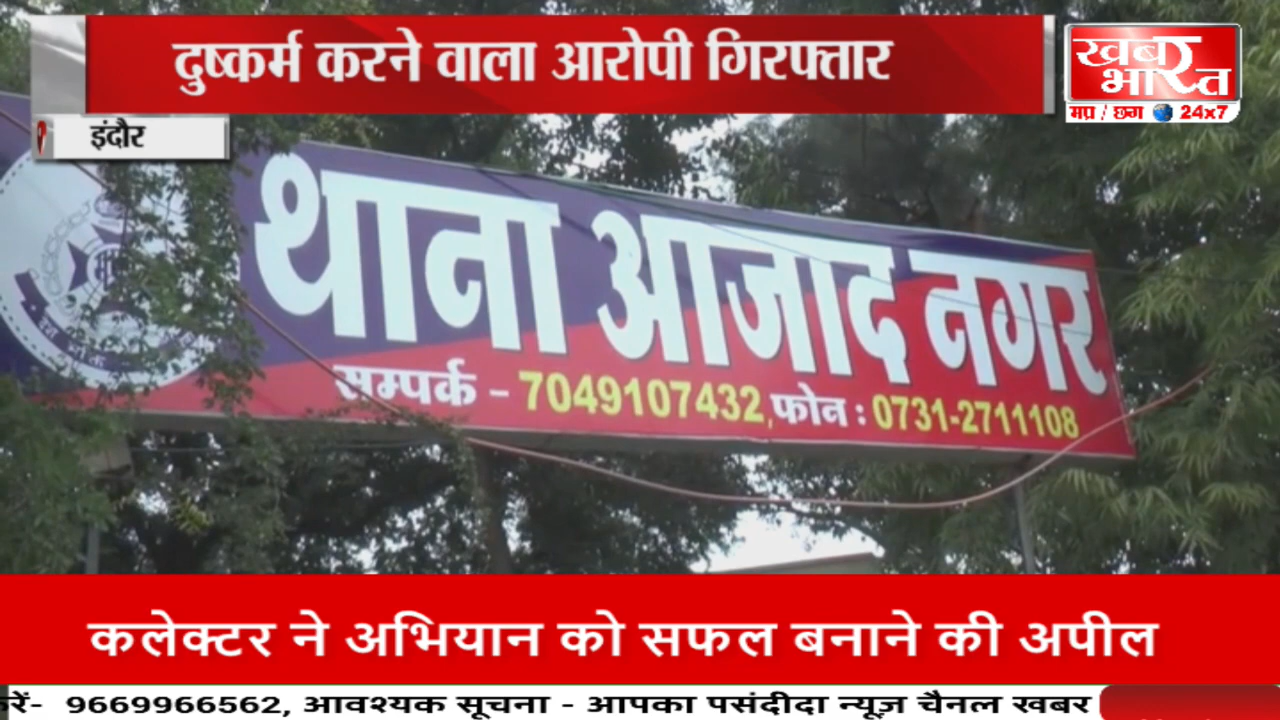 दुष्कर्म करने वाला आरोपी गिरफ्तार
खबर
भारत
मप्र / छग 24x7
इंदौर
थाना आजाद नगर
सम्पर्क - 7049107432, फोन : 0731-2711108
कलेक्टर ने अभियान को सफल बनाने की अपील
रें- 9669966562, आवश्यक सूचना - आपका पसंदीदा न्यूज़ चैनल खबर